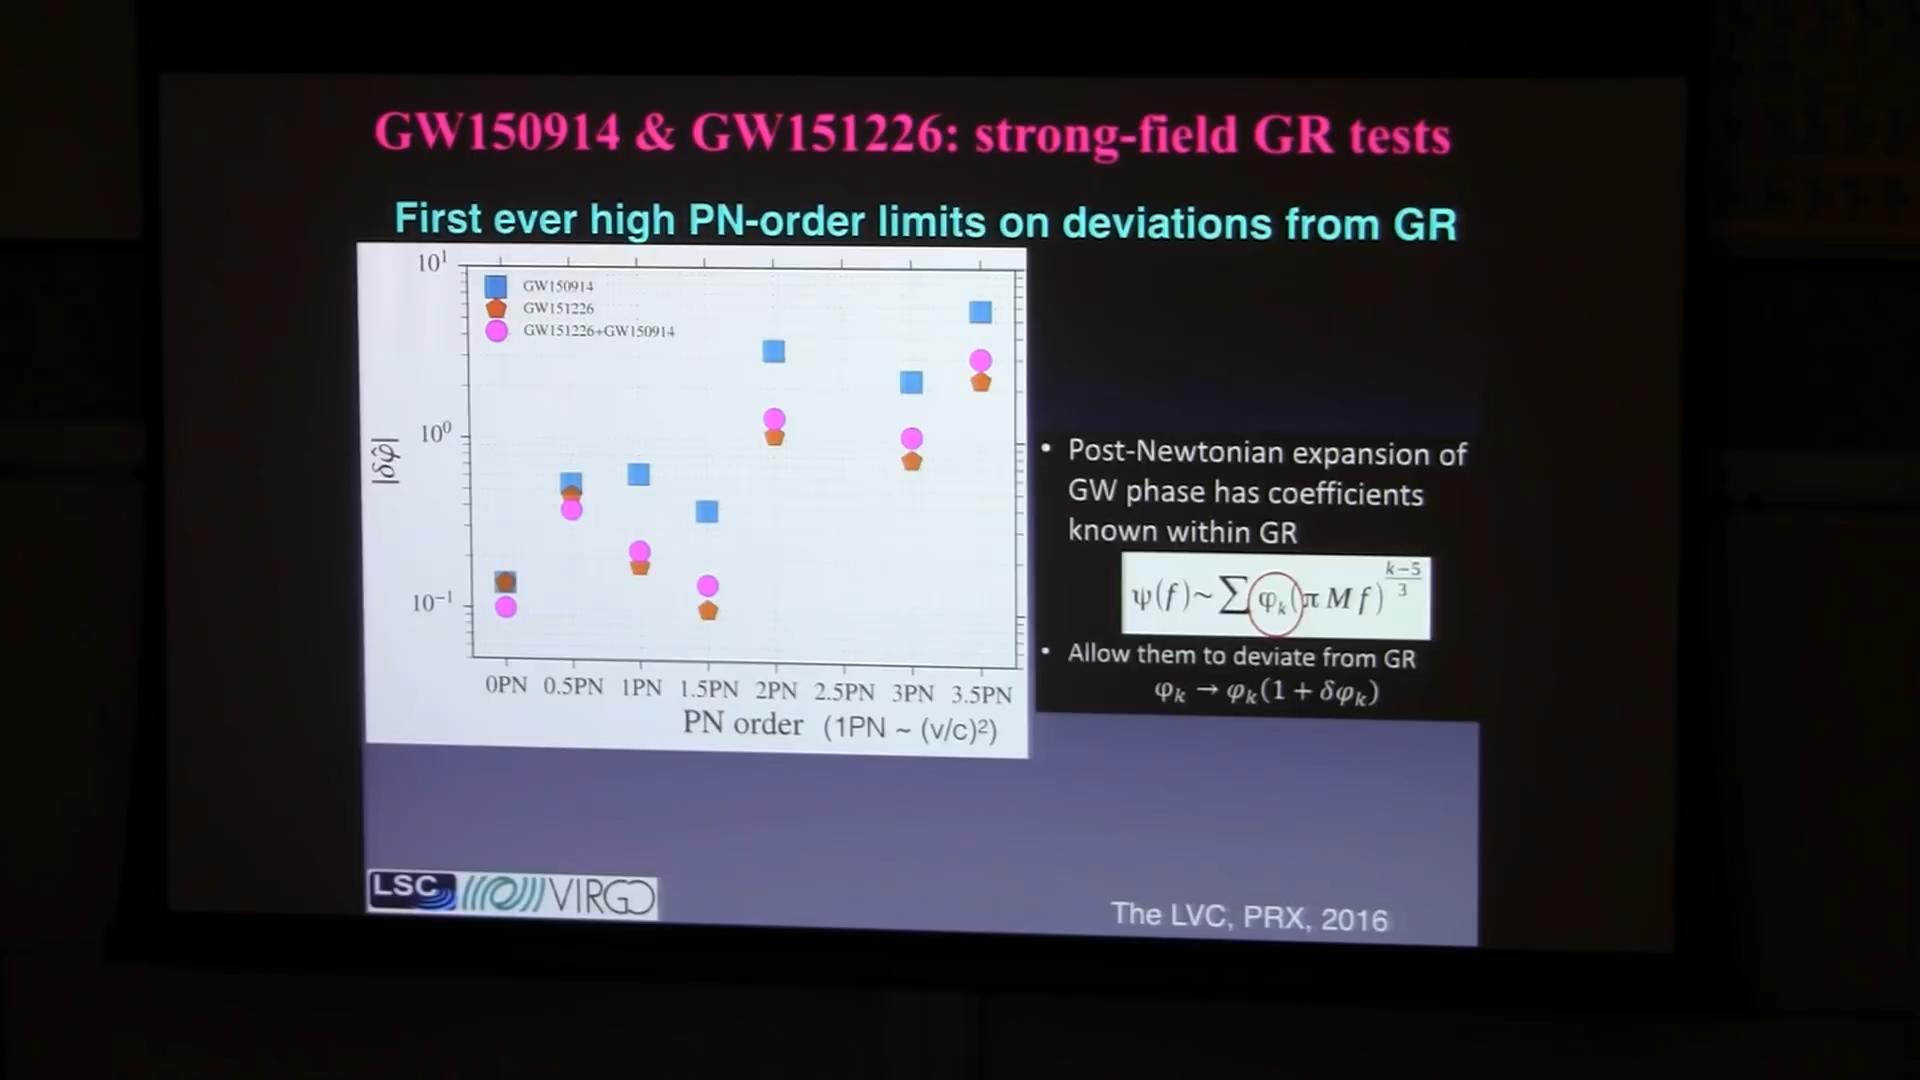 GW150914 & GW151226: strong-field GR tests
First ever high PN-order limits on deviations from GR
10¹
10⁰
10⁻¹
|δφ̂|
GW150914
GW151226
GW151226+GW150914
0PN 0.5PN 1PN 1.5PN 2PN 2.5PN 3PN 3.5PN
PN order (1PN ~ (v/c)²)
• Post-Newtonian expansion of
GW phase has coefficients
known within GR
ψ(f)~ ∑ φₖ(π M f)^((k−5)/3)
• Allow them to deviate from GR
φₖ → φₖ(1 + δφₖ)
LSC VIRGO
The LVC, PRX, 2016